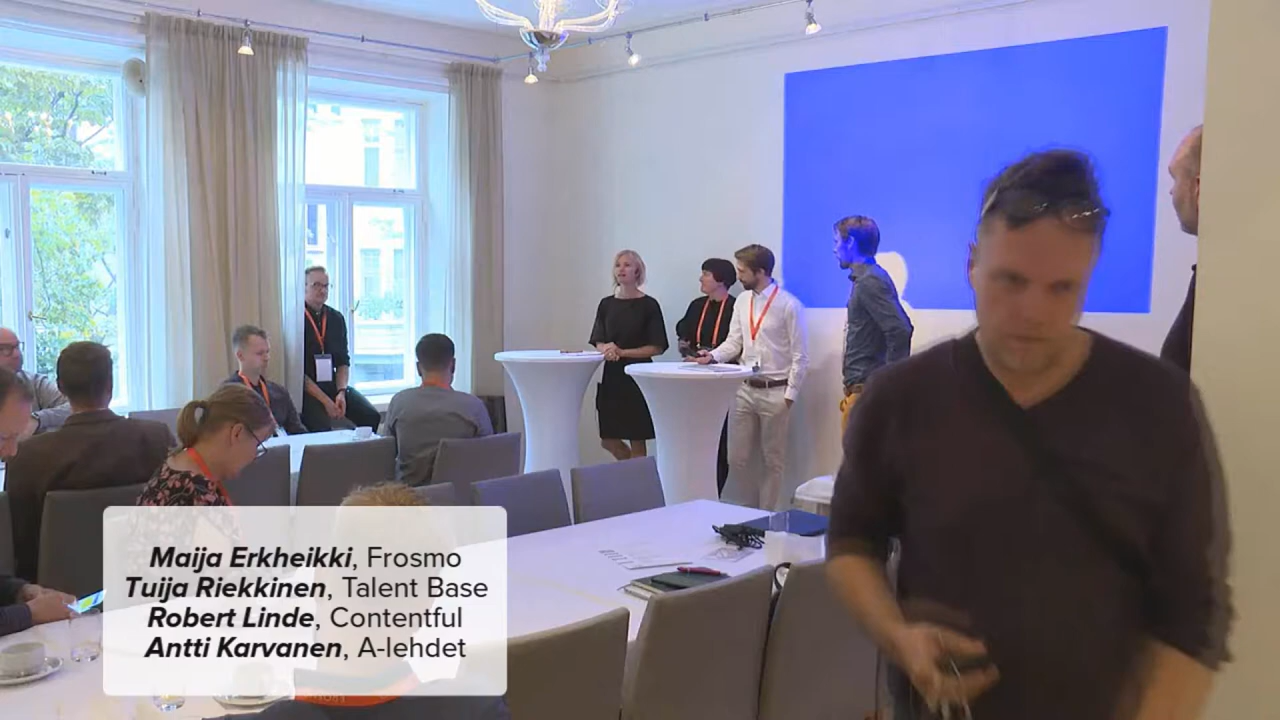 Maija Erkheikki, Frosmo
Tuija Riekkinen, Talent Base
Robert Linde, Contentful
Antti Karvanen, A-lehdet